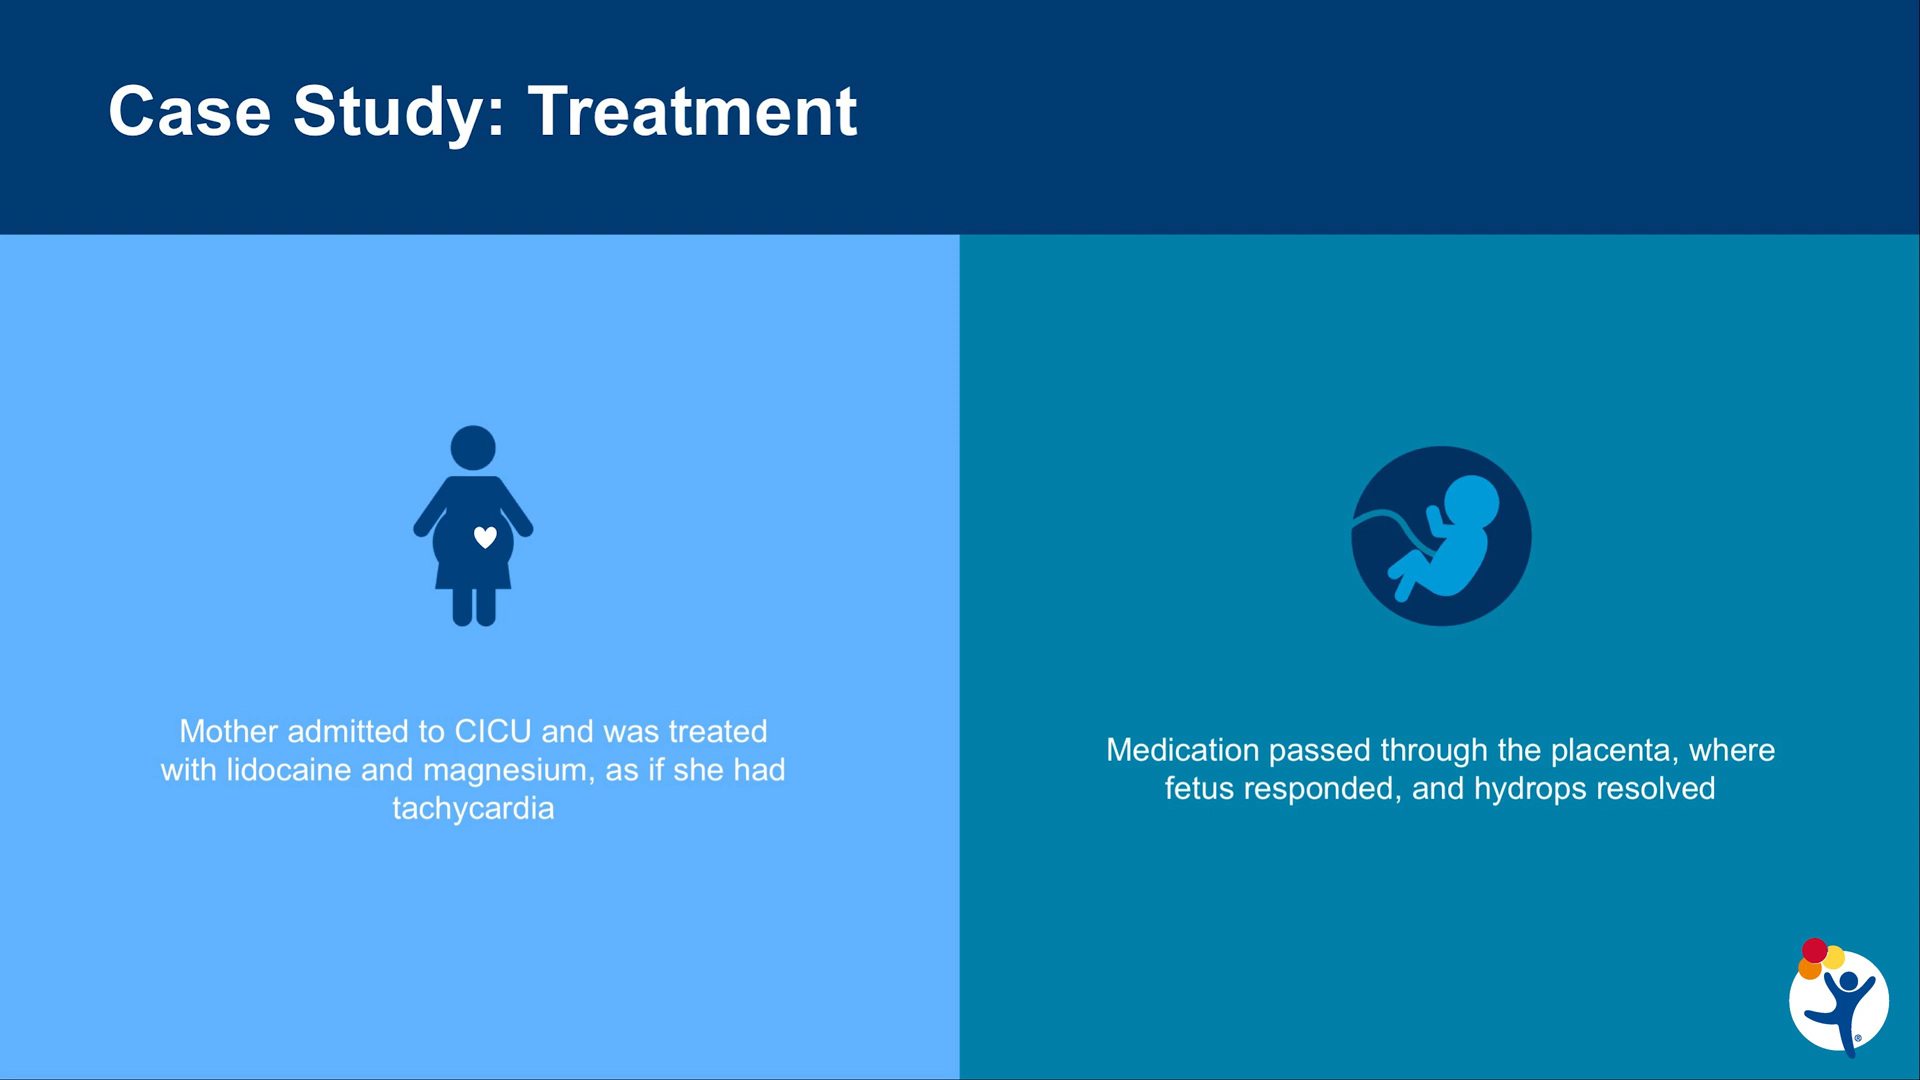 Case Study: Treatment
Mother admitted to CICU and was treated
with lidocaine and magnesium, as if she had
tachycardia
Medication passed through the placenta, where
fetus responded, and hydrops resolved
®